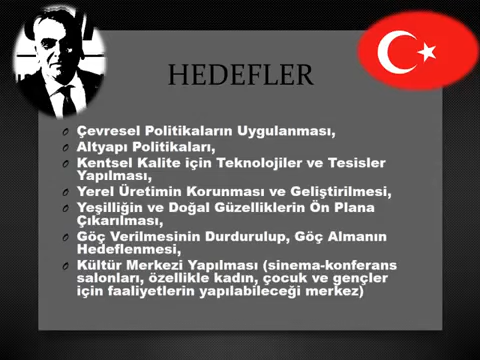 HEDEFLER
Çevresel Politikaların Uygulanması,
Altyapı Politikaları,
Kentsel Kalite için Teknolojiler ve Tesisler
Yapılması,
Yerel Üretimin Korunması ve Geliştirilmesi,
Yeşilliğin ve Doğal Güzelliklerin Ön Plana
Çıkarılması,
Göç Verilmesinin Durdurulup, Göç Almanın
Hedeflenmesi,
Kültür Merkezi Yapılması (sinema-konferans
salonları, özellikle kadın, çocuk ve gençler
için faaliyetlerin yapılabileceği merkez)